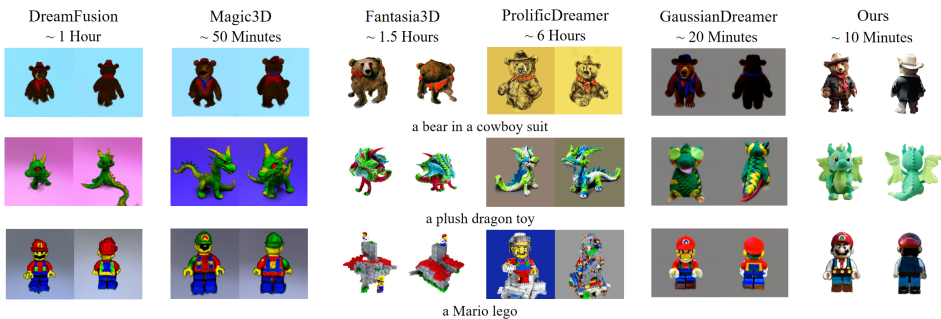 DreamFusion Magic3D Fantasia3D ProlificDreamer GaussianDreamer Ours
~ 1 Hour ~ 50 Minutes ~ 1.5 Hours ~ 6 Hours ~ 20 Minutes ~ 10 Minutes
a bear in a cowboy suit
a plush dragon toy
a Mario lego